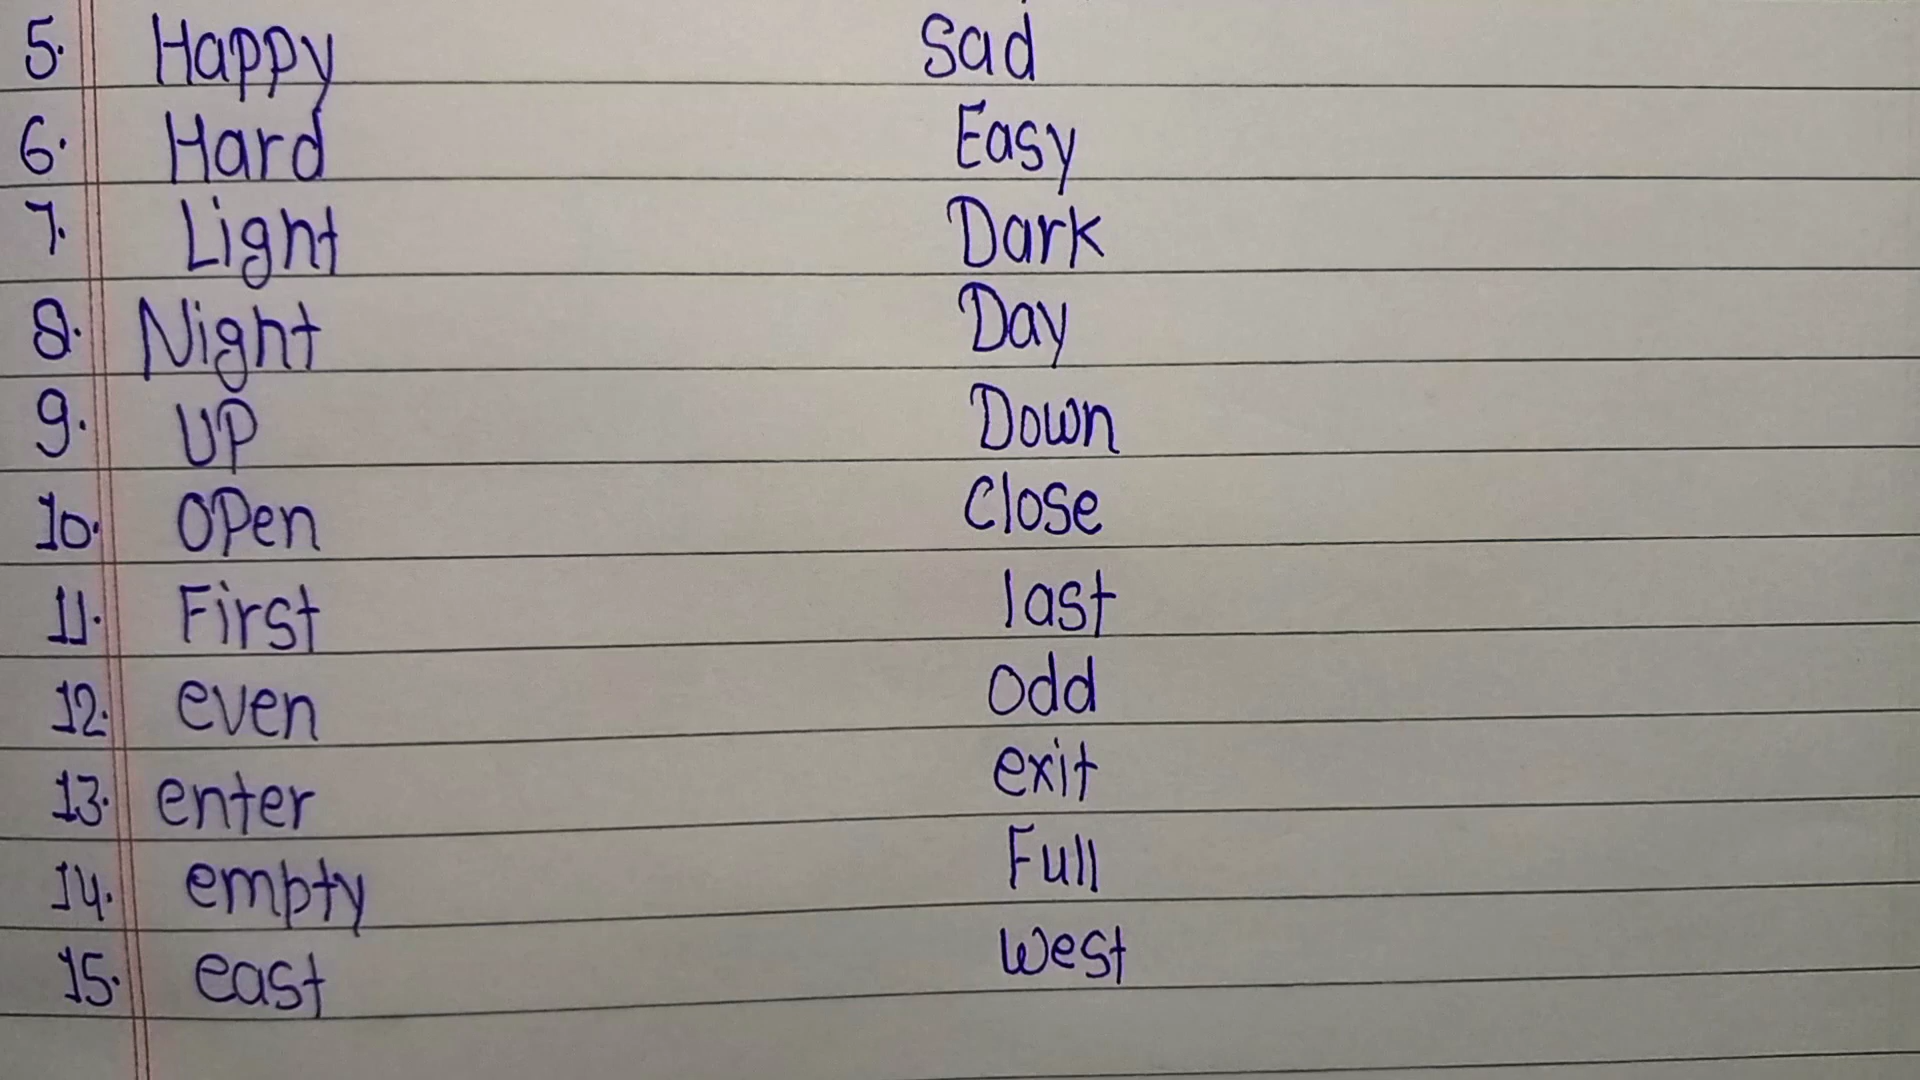 5. Happy Sad
6. Hard Easy
7. Light Dark
8. Night Day
9. UP Down
10. OPen Close
11. First last
12. even odd
13. enter exit
14. empty Full
15. east west